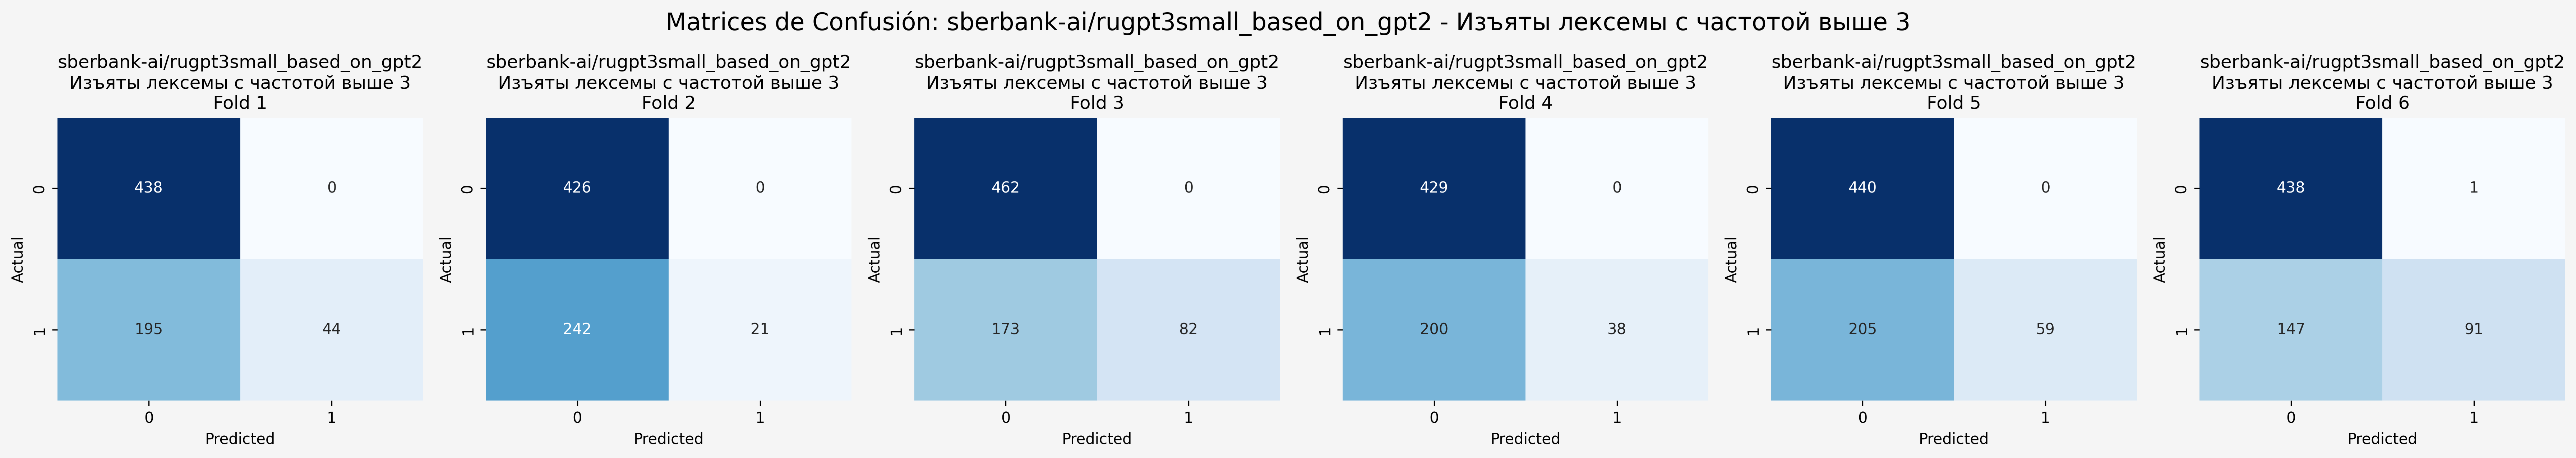 Matrices de Confusión: sberbank-ai/rugpt3small_based_on_gpt2 - Изъяты лексемы с частотой выше 3
sberbank-ai/rugpt3small_based_on_gpt2
Изъяты лексемы с частотой выше 3
Fold 1
0
438
0
Actual
1
195
44
0
1
Predicted
sberbank-ai/rugpt3small_based_on_gpt2
Изъяты лексемы с частотой выше 3
Fold 2
0
426
0
Actual
1
242
21
0
1
Predicted
sberbank-ai/rugpt3small_based_on_gpt2
Изъяты лексемы с частотой выше 3
Fold 3
0
462
0
Actual
1
173
82
0
1
Predicted
sberbank-ai/rugpt3small_based_on_gpt2
Изъяты лексемы с частотой выше 3
Fold 4
0
429
0
Actual
1
200
38
0
1
Predicted
sberbank-ai/rugpt3small_based_on_gpt2
Изъяты лексемы с частотой выше 3
Fold 5
0
440
0
Actual
1
205
59
0
1
Predicted
sberbank-ai/rugpt3small_based_on_gpt2
Изъяты лексемы с частотой выше 3
Fold 6
0
438
1
Actual
1
147
91
0
1
Predicted